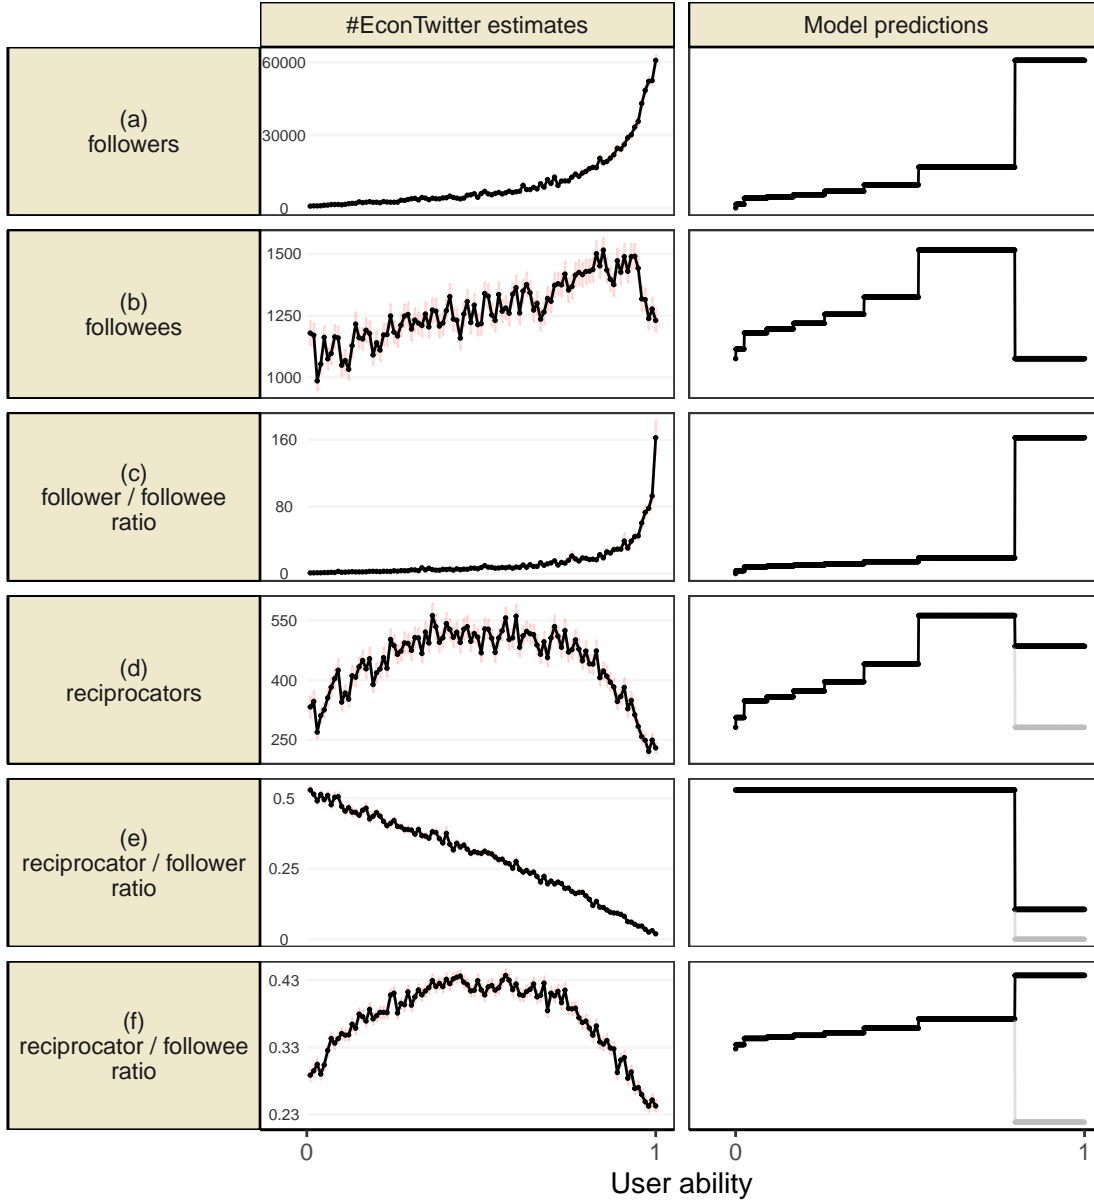 #EconTwitter estimates
Model predictions
(a)
followers
60000
30000
0
(b)
followees
1500
1250
1000
(c)
follower / followee
ratio
160
80
0
(d)
reciprocators
550
400
250
(e)
reciprocator / follower
ratio
0.5
0.25
0
(f)
reciprocator / followee
ratio
0.43
0.33
0.23
0 1 0 1
User ability